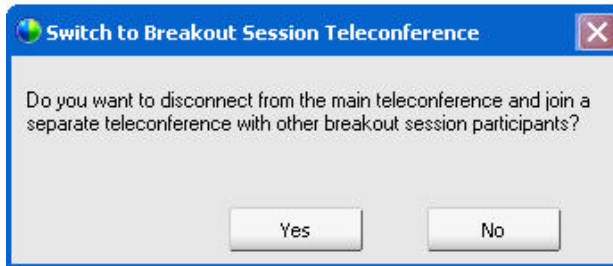 Switch to Breakout Session Teleconference
Do you want to disconnect from the main teleconference and join a
separate teleconference with other breakout session participants?
Yes No